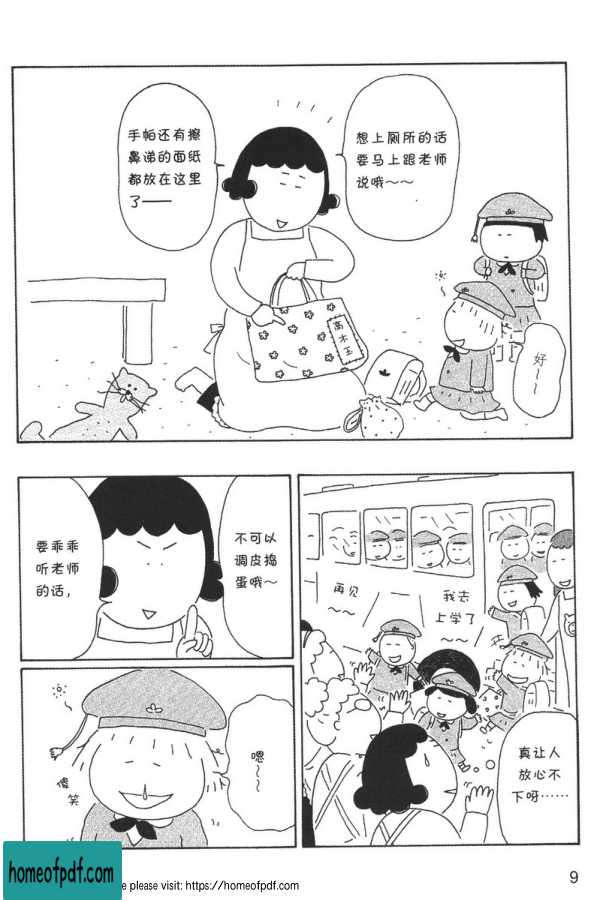 手帕还有擦
鼻涕的面纸
都放在这里
了——
想上厕所的话
要马上跟老师
说哦～～
高木玉
好～～
要乖乖
听老师
的话，
不可以
调皮捣
蛋哦～
再见
～
我去
上学了
～
嗯～～
傻笑
真让人
放心不
下呀……
homeofpdf.com
e please visit: https://homeofpdf.com
9